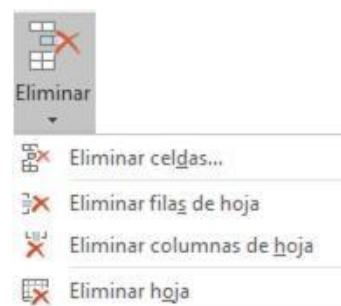 Eliminar
Eliminar celdas...
Eliminar filas de hoja
Eliminar columnas de hoja
Eliminar hoja